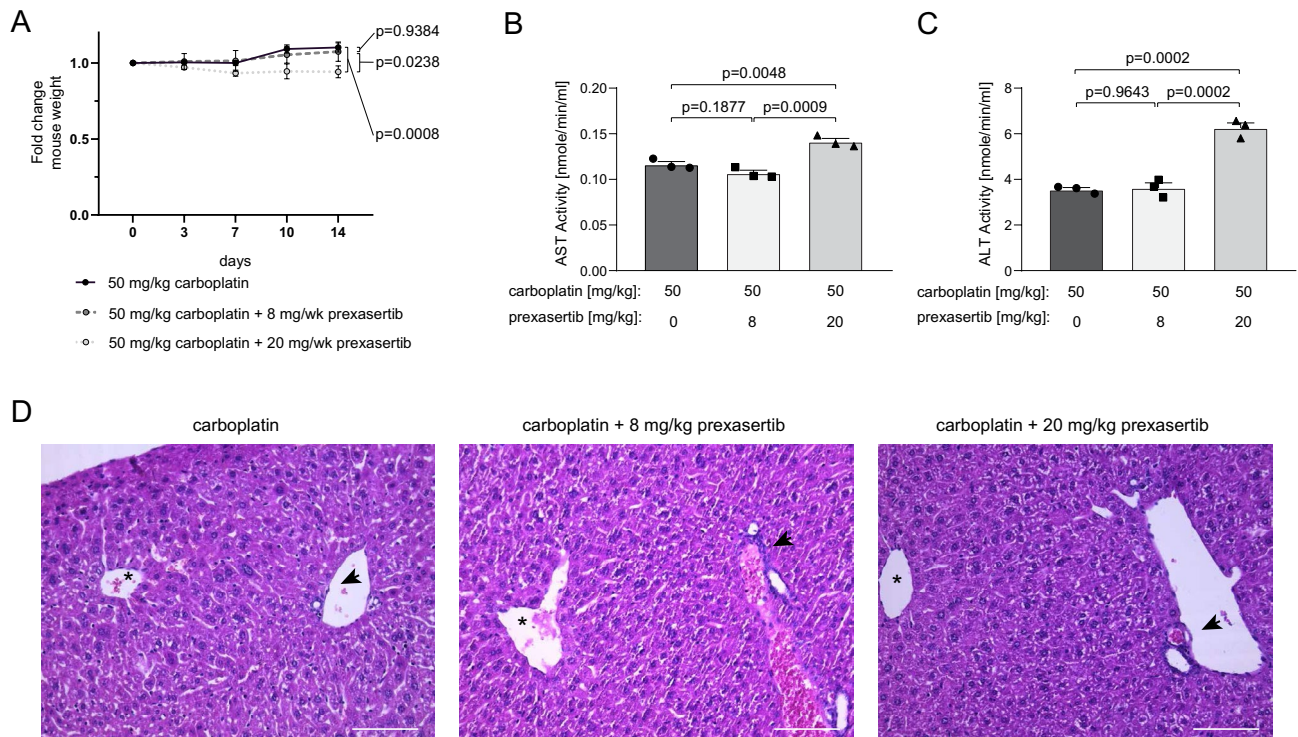 A
Fold change
mouse weight
1.0
0.5
0.0
0 3 7 10 14
days
p=0.9384
p=0.0238
p=0.0008
50 mg/kg carboplatin
50 mg/kg carboplatin + 8 mg/wk prexasertib
50 mg/kg carboplatin + 20 mg/wk prexasertib
B
AST Activity [nmole/min/ml]
0.20
0.15
0.10
0.05
0.00
p=0.0048
p=0.1877 p=0.0009
carboplatin [mg/kg]: 50 50 50
prexasertib [mg/kg]: 0 8 20
C
ALT Activity [nmole/min/ml]
8
6
4
2
0
p=0.0002
p=0.9643 p=0.0002
carboplatin [mg/kg]: 50 50 50
prexasertib [mg/kg]: 0 8 20
D
carboplatin
carboplatin + 8 mg/kg prexasertib
carboplatin + 20 mg/kg prexasertib
*
*
*